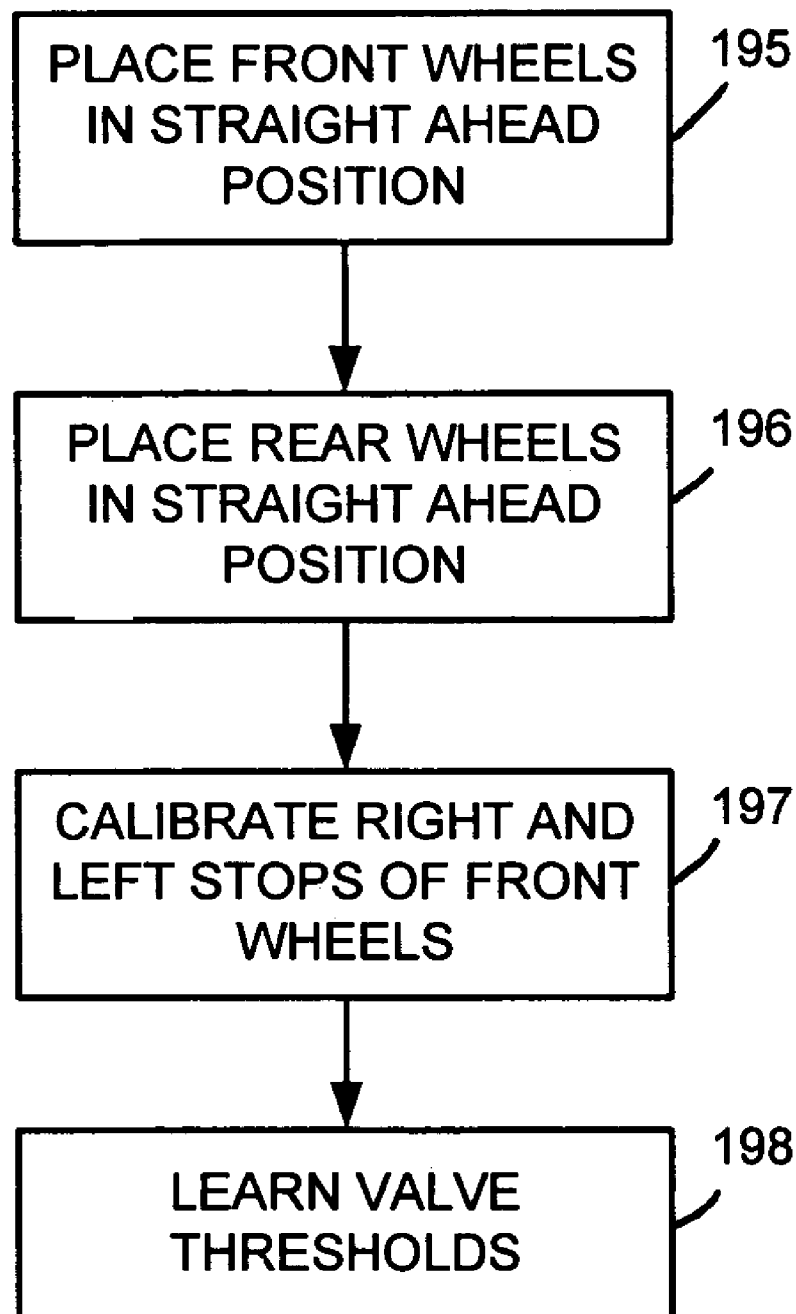 PLACE FRONT WHEELS
IN STRAIGHT AHEAD
POSITION
195
PLACE REAR WHEELS
IN STRAIGHT AHEAD
POSITION
196
CALIBRATE RIGHT AND
LEFT STOPS OF FRONT
WHEELS
197
LEARN VALVE
THRESHOLDS
198